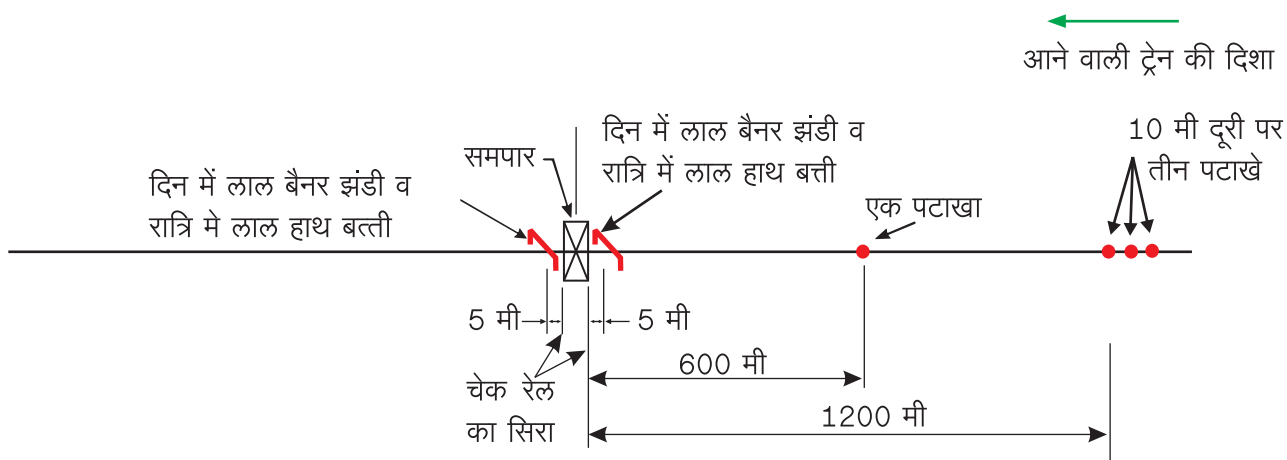 आने वाली ट्रेन की दिशा
10 मी दूरी पर
तीन पटाखे
दिन में लाल बैनर झंडी व
रात्रि में लाल हाथ बत्ती
समपार
दिन में लाल बैनर झंडी व
रात्रि मे लाल हाथ बत्ती
एक पटाखा
5 मी
5 मी
600 मी
चेक रेल
का सिरा
1200 मी